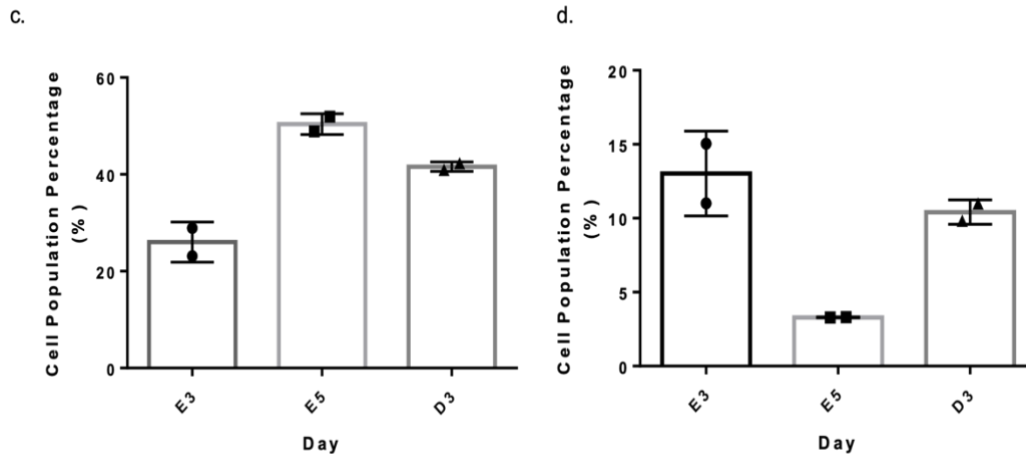 c.
Cell Population Percentage
(%)
60
40
20
0
E3
E5
D3
Day
d.
Cell Population Percentage
(%)
20
15
10
5
0
E3
E5
D3
Day